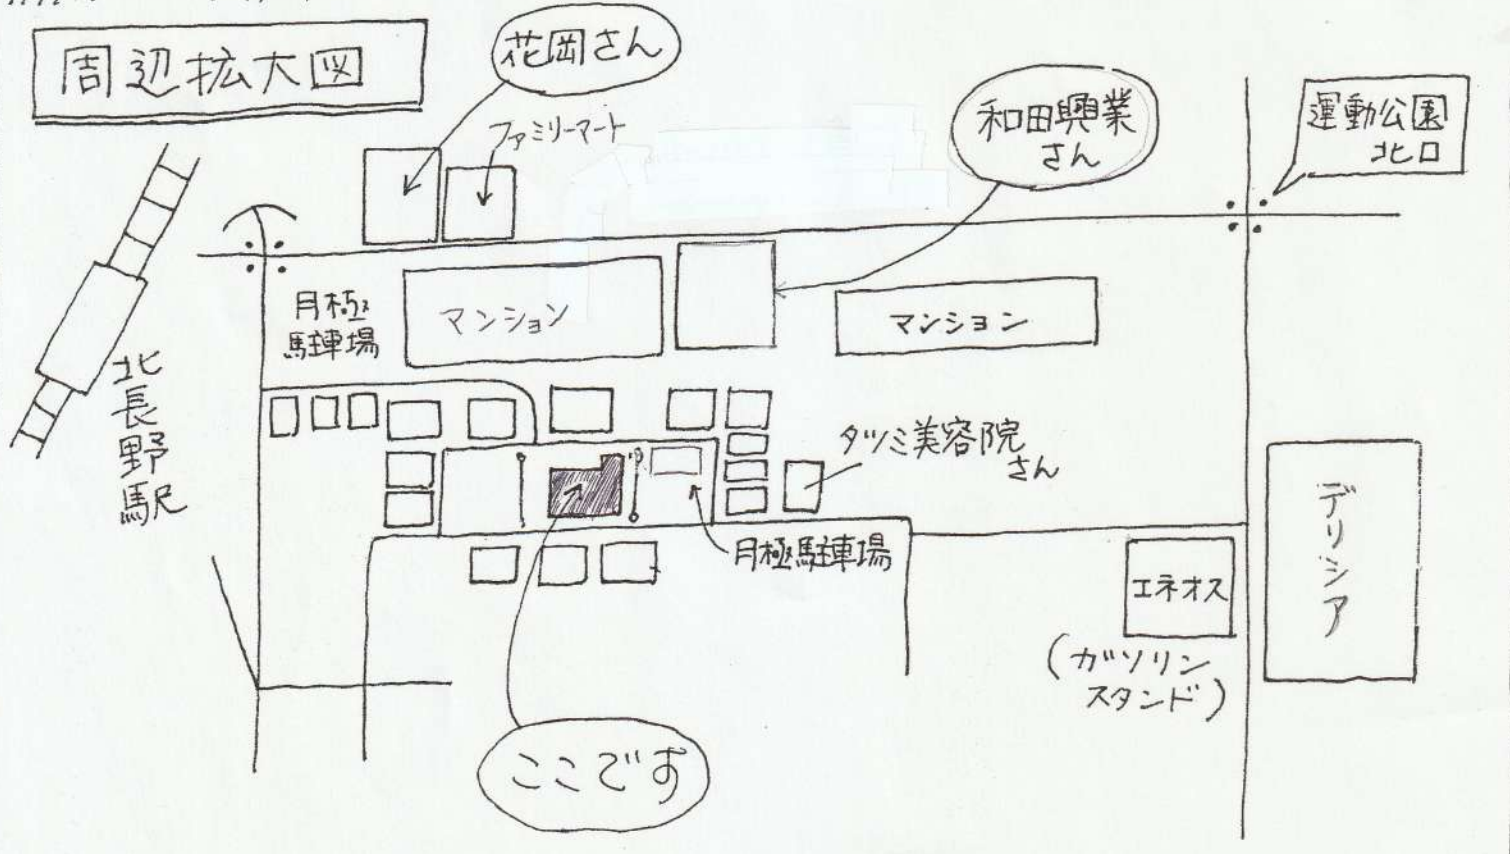 周辺拡大図
花岡さん
ファミリーマート
和田興業
さん
運動公園
北口
月極
駐車場
マンション
マンション
北長野駅
タツミ美容院
さん
月極駐車場
デリシア
エネオス
(ガソリン
スタンド)
ここです